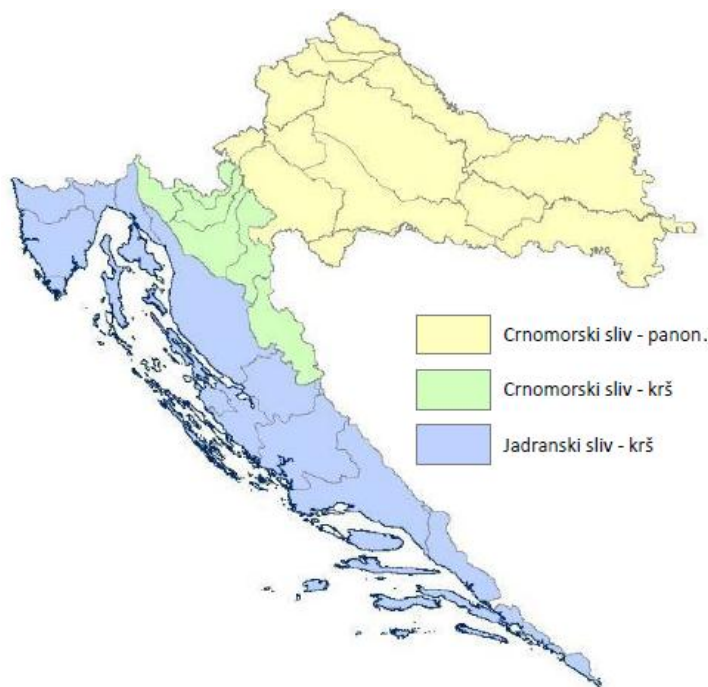 Crnomorski sliv - panon.
Crnomorski sliv - krš
Jadranski sliv - krš